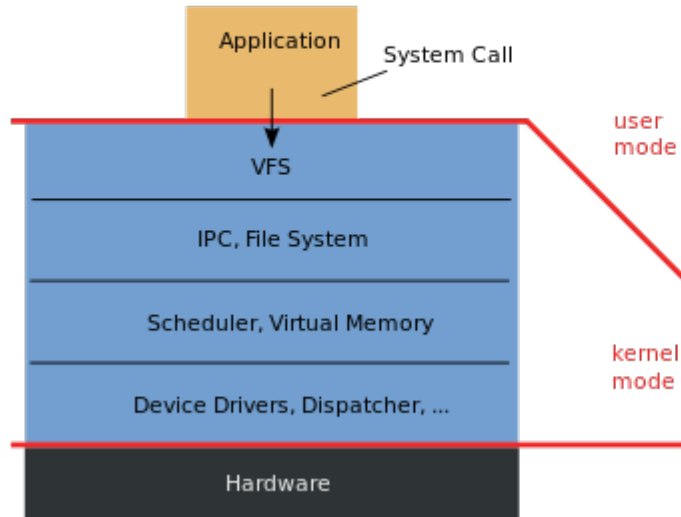 Application
System Call
user
mode
VFS
IPC, File System
Scheduler, Virtual Memory
kernel
mode
Device Drivers, Dispatcher, ...
Hardware